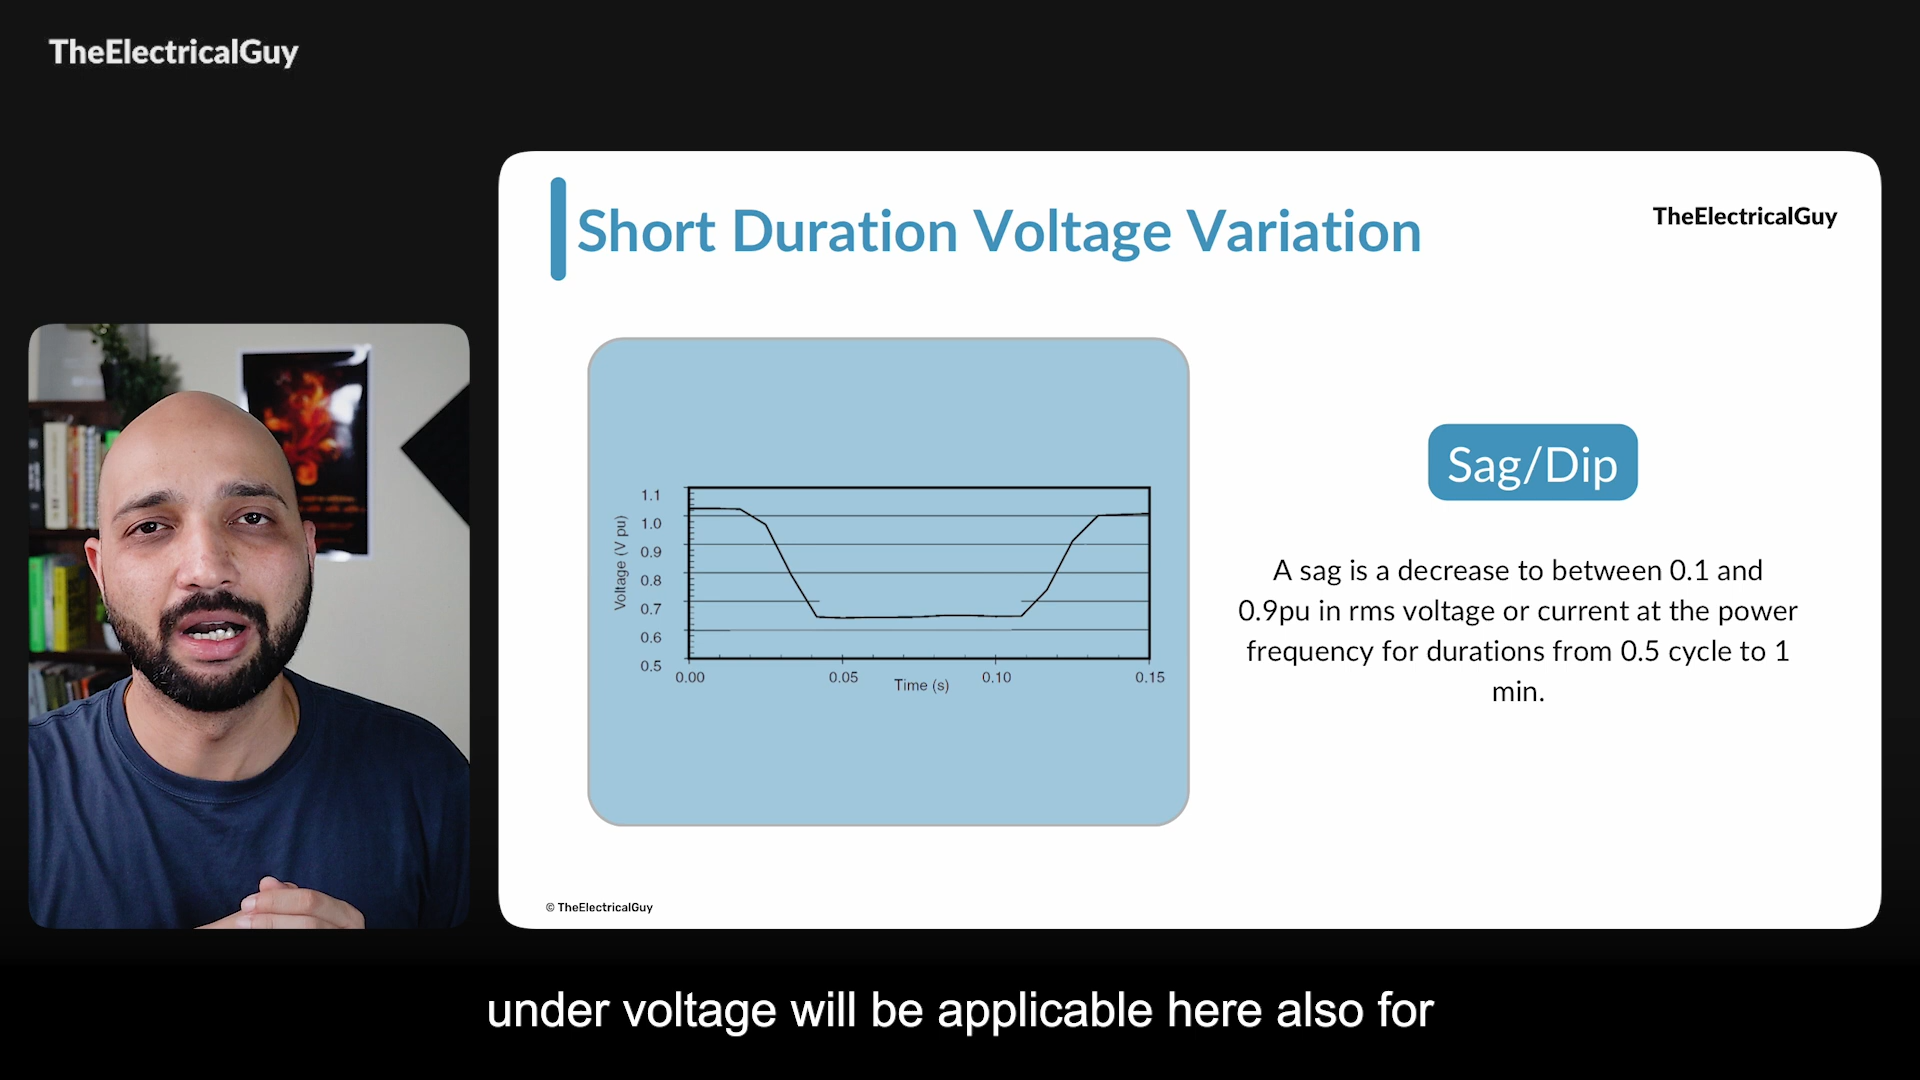 TheElectricalGuy
Short Duration Voltage Variation
TheElectricalGuy
1.1
1.0
0.9
0.8
0.7
0.6
0.5
Voltage (V pu)
0.00
0.05
0.10
0.15
Time (s)
Sag/Dip
A sag is a decrease to between 0.1 and
0.9pu in rms voltage or current at the power
frequency for durations from 0.5 cycle to 1
min.
© TheElectricalGuy
under voltage will be applicable here also for